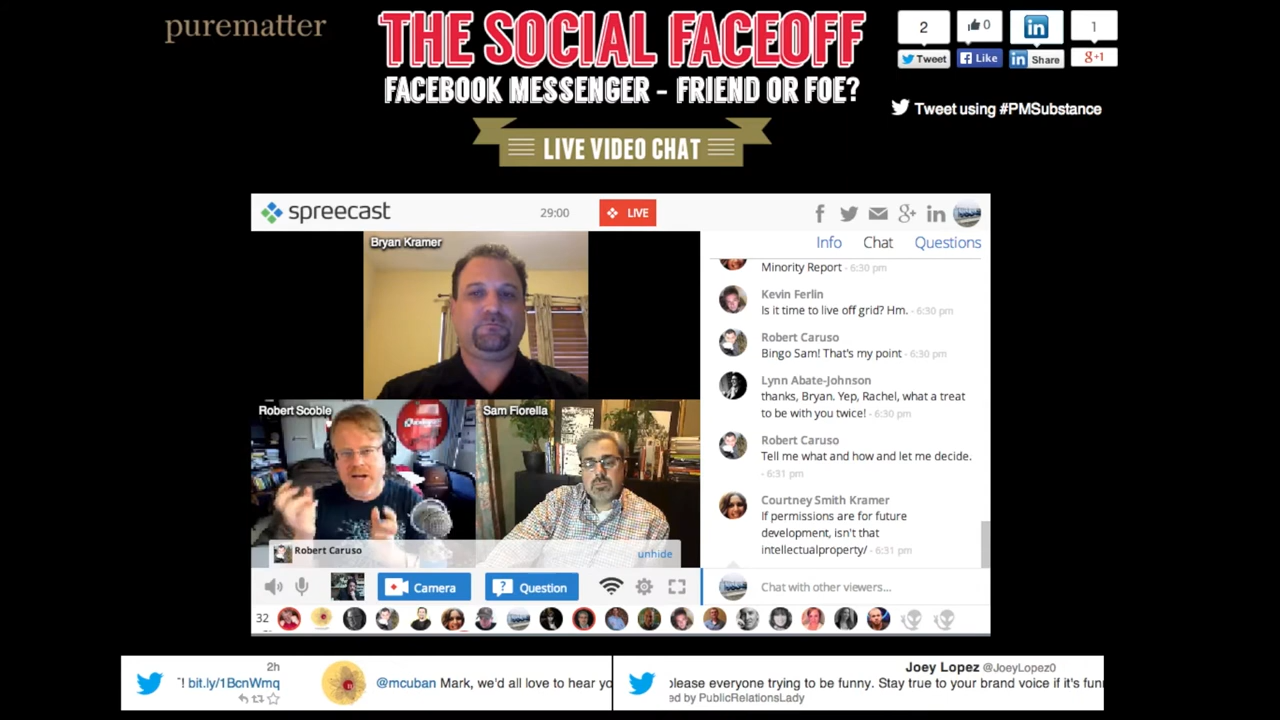 purematter
THE SOCIAL FACEOFF
FACEBOOK MESSENGER - FRIEND OR FOE?
LIVE VIDEO CHAT
2
0
1
Tweet
Like
in
in Share
g+1
Tweet using #PMSubstance
spreecast
29:00
LIVE
Info
Chat
Questions
Bryan Kramer
Robert Scoble
Sam Fiorella
Minority Report - 6:30 pm
Kevin Ferlin
Is it time to live off grid? Hm. - 6:30 pm
Robert Caruso
Bingo Sam! That's my point - 6:30 pm
Lynn Abate-Johnson
thanks, Bryan. Yep, Rachel, what a treat
to be with you twice! - 6:30 pm
Robert Caruso
Tell me what and how and let me decide.
- 6:31 pm
Courtney Smith Kramer
If permissions are for future
development, isn't that
intellectualproperty/ - 6:31 pm
Robert Caruso
unhide
Camera
Question
Chat with other viewers...
32
2h
'! bit.ly/1BcnWmq
@mcuban Mark, we'd all love to hear yo
Joey Lopez @JoeyLopez0
please everyone trying to be funny. Stay true to your brand voice if it's funn
ed by PublicRelationsLady